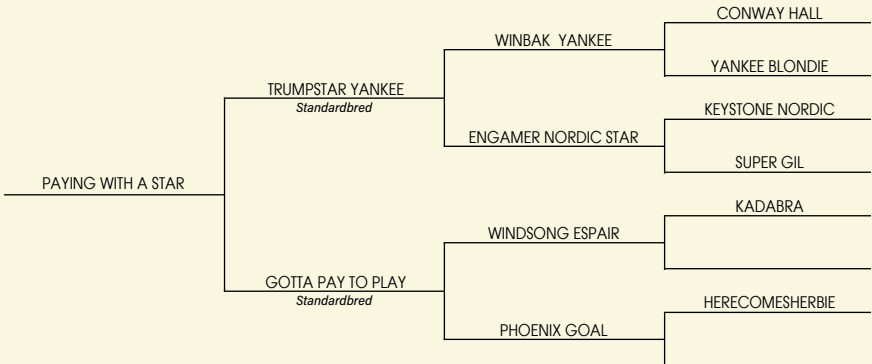 CONWAY HALL
WINBAK YANKEE
YANKEE BLONDIE
TRUMPSTAR YANKEE
Standardbred
KEYSTONE NORDIC
ENGAMER NORDIC STAR
SUPER GIL
PAYING WITH A STAR
KADABRA
WINDSONG ESPAIR
GOTTA PAY TO PLAY
Standardbred
HERECOMESHERBIE
PHOENIX GOAL